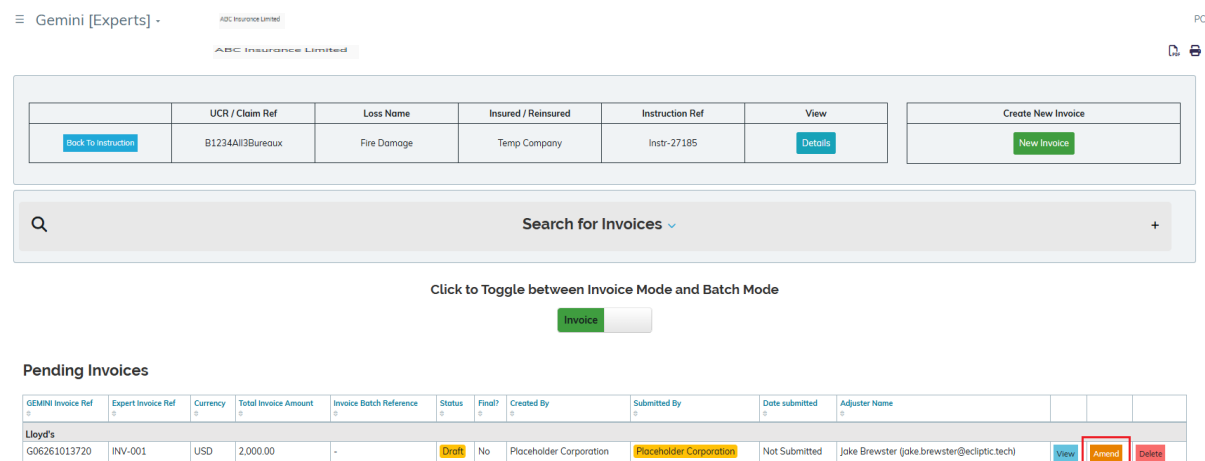 Gemini [Experts]
ABC Insurance Limited
PC
ABC Insurance Limited
UCR / Claim Ref Loss Name Insured / Reinsured Instruction Ref View Create New Invoice
Back To Instruction B1234All3Bureaux Fire Damage Temp Company Instr-27185 Details New Invoice
Search for Invoices
Click to Toggle between Invoice Mode and Batch Mode
Invoice
Pending Invoices
GEMINI Invoice Ref Expert Invoice Ref Currency Total Invoice Amount Invoice Batch Reference Status Final? Created By Submitted By Date submitted Adjuster Name
Lloyd's
G06261013720 INV-001 USD 2,000.00 - Draft No Placeholder Corporation Placeholder Corporation Not Submitted Jake Brewster (jake.brewster@ecliptic.tech) View Amend Delete